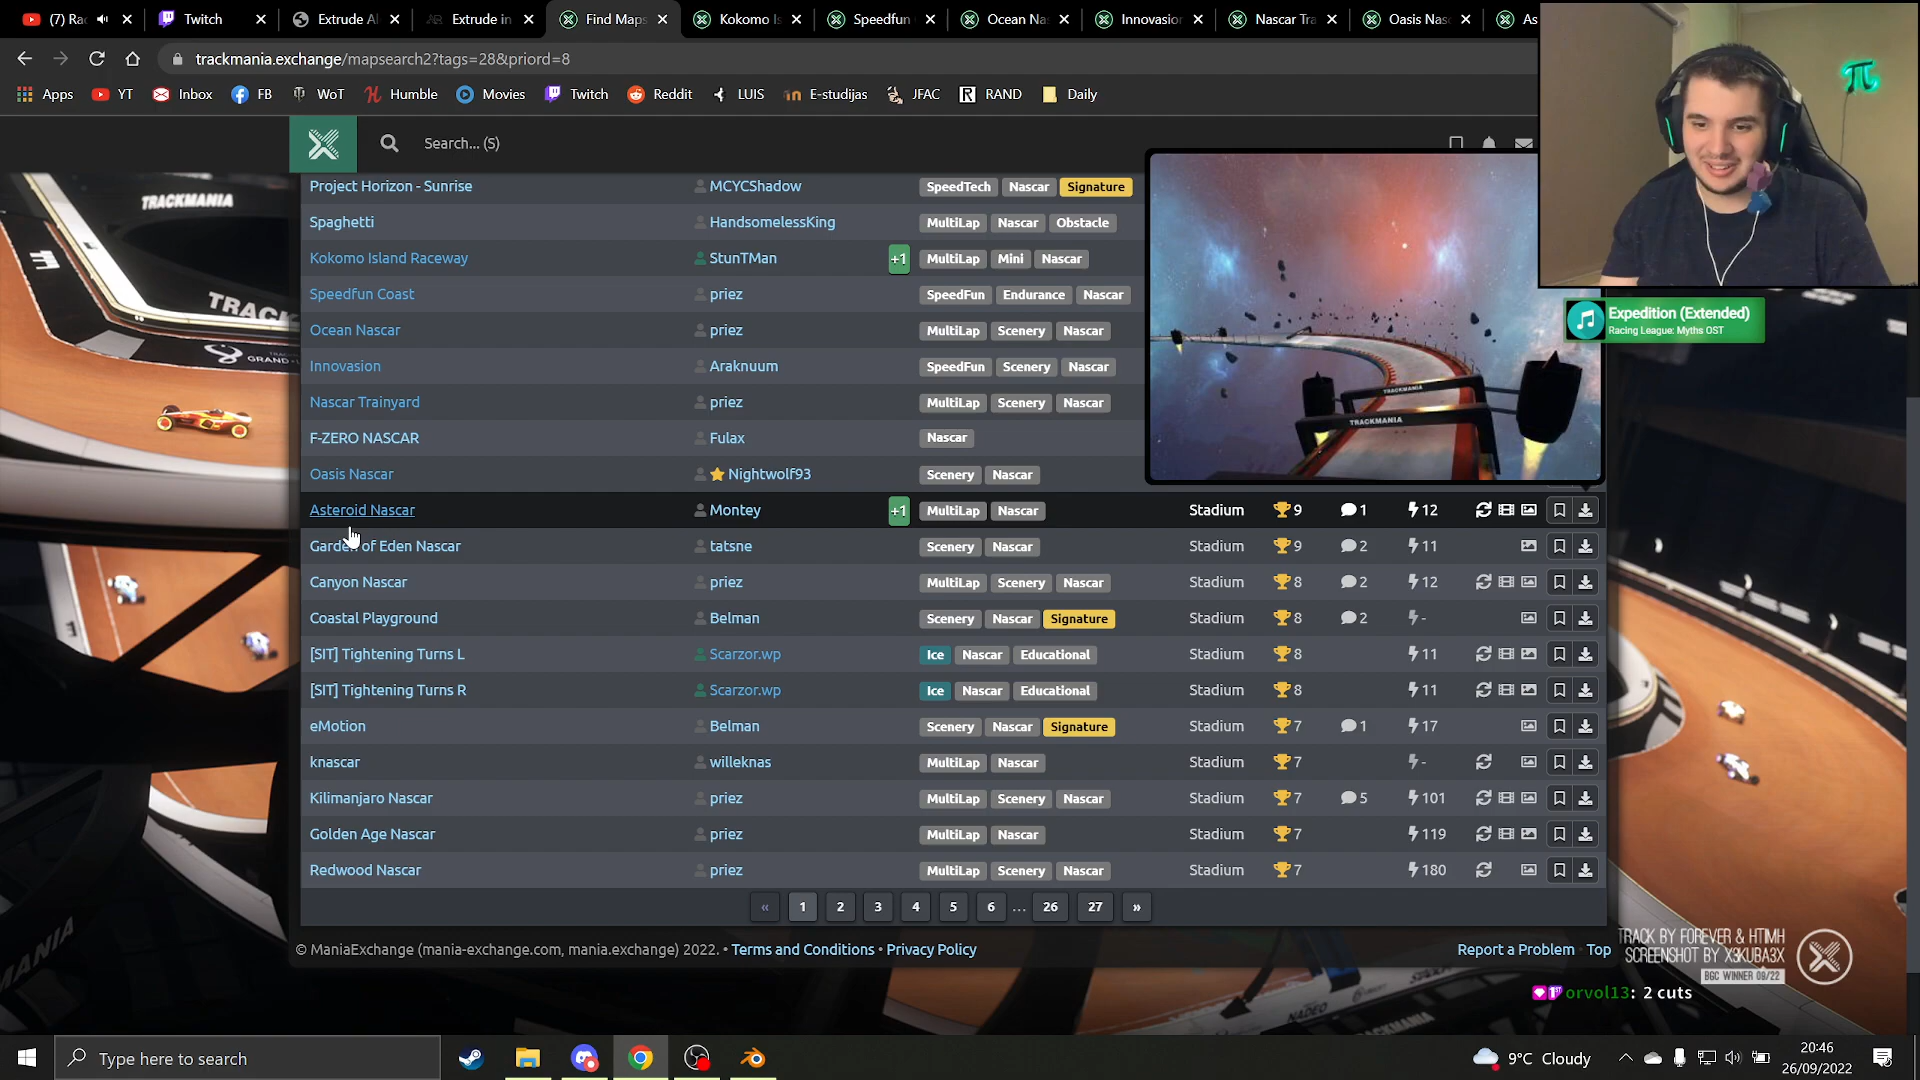 (7) Ra
Twitch
Extrude Al
Extrude in
Find Maps
Kokomo Is
Speedfun
Ocean Na
Innovasion
Nascar Tra
Oasis Nasc
As
trackmania.exchange/mapsearch2?tags=28&priord=8
Apps
YT
Inbox
FB
WoT
Humble
Movies
Twitch
Reddit
LUIS
E-studijas
JFAC
RAND
Daily
Search... (S)
Project Horizon - Sunrise MCYCShadow SpeedTech Nascar Signature
Spaghetti HandsomelessKing MultiLap Nascar Obstacle
Kokomo Island Raceway StunTMan +1 MultiLap Mini Nascar
Speedfun Coast priez SpeedFun Endurance Nascar
Ocean Nascar priez MultiLap Scenery Nascar
Innovasion Araknuum SpeedFun Scenery Nascar
Nascar Trainyard priez MultiLap Scenery Nascar
F-ZERO NASCAR Fulax Nascar
Oasis Nascar Nightwolf93 Scenery Nascar
Asteroid Nascar Montey +1 MultiLap Nascar Stadium 9 1 12
Garden of Eden Nascar tatsne Scenery Nascar Stadium 9 2 11
Canyon Nascar priez MultiLap Scenery Nascar Stadium 8 2 12
Coastal Playground Belman Scenery Nascar Signature Stadium 8 2 -
[SIT] Tightening Turns L Scarzor.wp Ice Nascar Educational Stadium 8 11
[SIT] Tightening Turns R Scarzor.wp Ice Nascar Educational Stadium 8 11
eMotion Belman Scenery Nascar Signature Stadium 7 1 17
knascar willeknas MultiLap Nascar Stadium 7 -
Kilimanjaro Nascar priez MultiLap Scenery Nascar Stadium 7 5 101
Golden Age Nascar priez MultiLap Nascar Stadium 7 119
Redwood Nascar priez MultiLap Scenery Nascar Stadium 7 180
« 1 2 3 4 5 6 ... 26 27 »
© ManiaExchange (mania-exchange.com, mania.exchange) 2022. • Terms and Conditions • Privacy Policy
Report a Problem · Top
TRACKMANIA
TRACKMANIA
TRACKMANIA
π
Expedition (Extended)
Racing League: Myths OST
TRACK BY FOREVER & HTIMH
SCREENSHOT BY X3KUBA3X
BGC WINNER 09/22
orvol13: 2 cuts
Type here to search
9°C Cloudy
20:46
26/09/2022